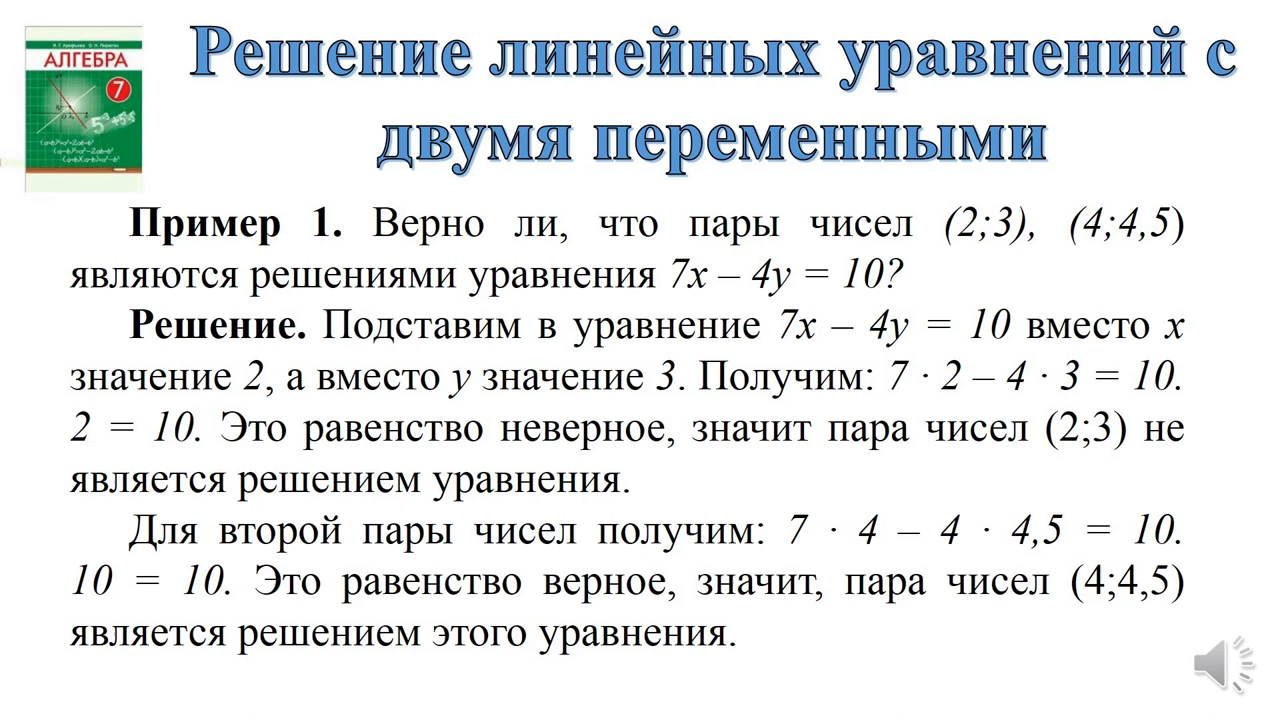 И.Г. Арефьева О.Н. Пирютко
АЛГЕБРА
7
Решение линейных уравнений с
двумя переменными
Пример 1. Верно ли, что пары чисел (2;3), (4;4,5)
являются решениями уравнения 7x – 4y = 10?
Решение. Подставим в уравнение 7x – 4y = 10 вместо x
значение 2, а вместо y значение 3. Получим: 7 · 2 – 4 · 3 = 10.
2 = 10. Это равенство неверное, значит пара чисел (2;3) не
является решением уравнения.
Для второй пары чисел получим: 7 · 4 – 4 · 4,5 = 10.
10 = 10. Это равенство верное, значит, пара чисел (4;4,5)
является решением этого уравнения.